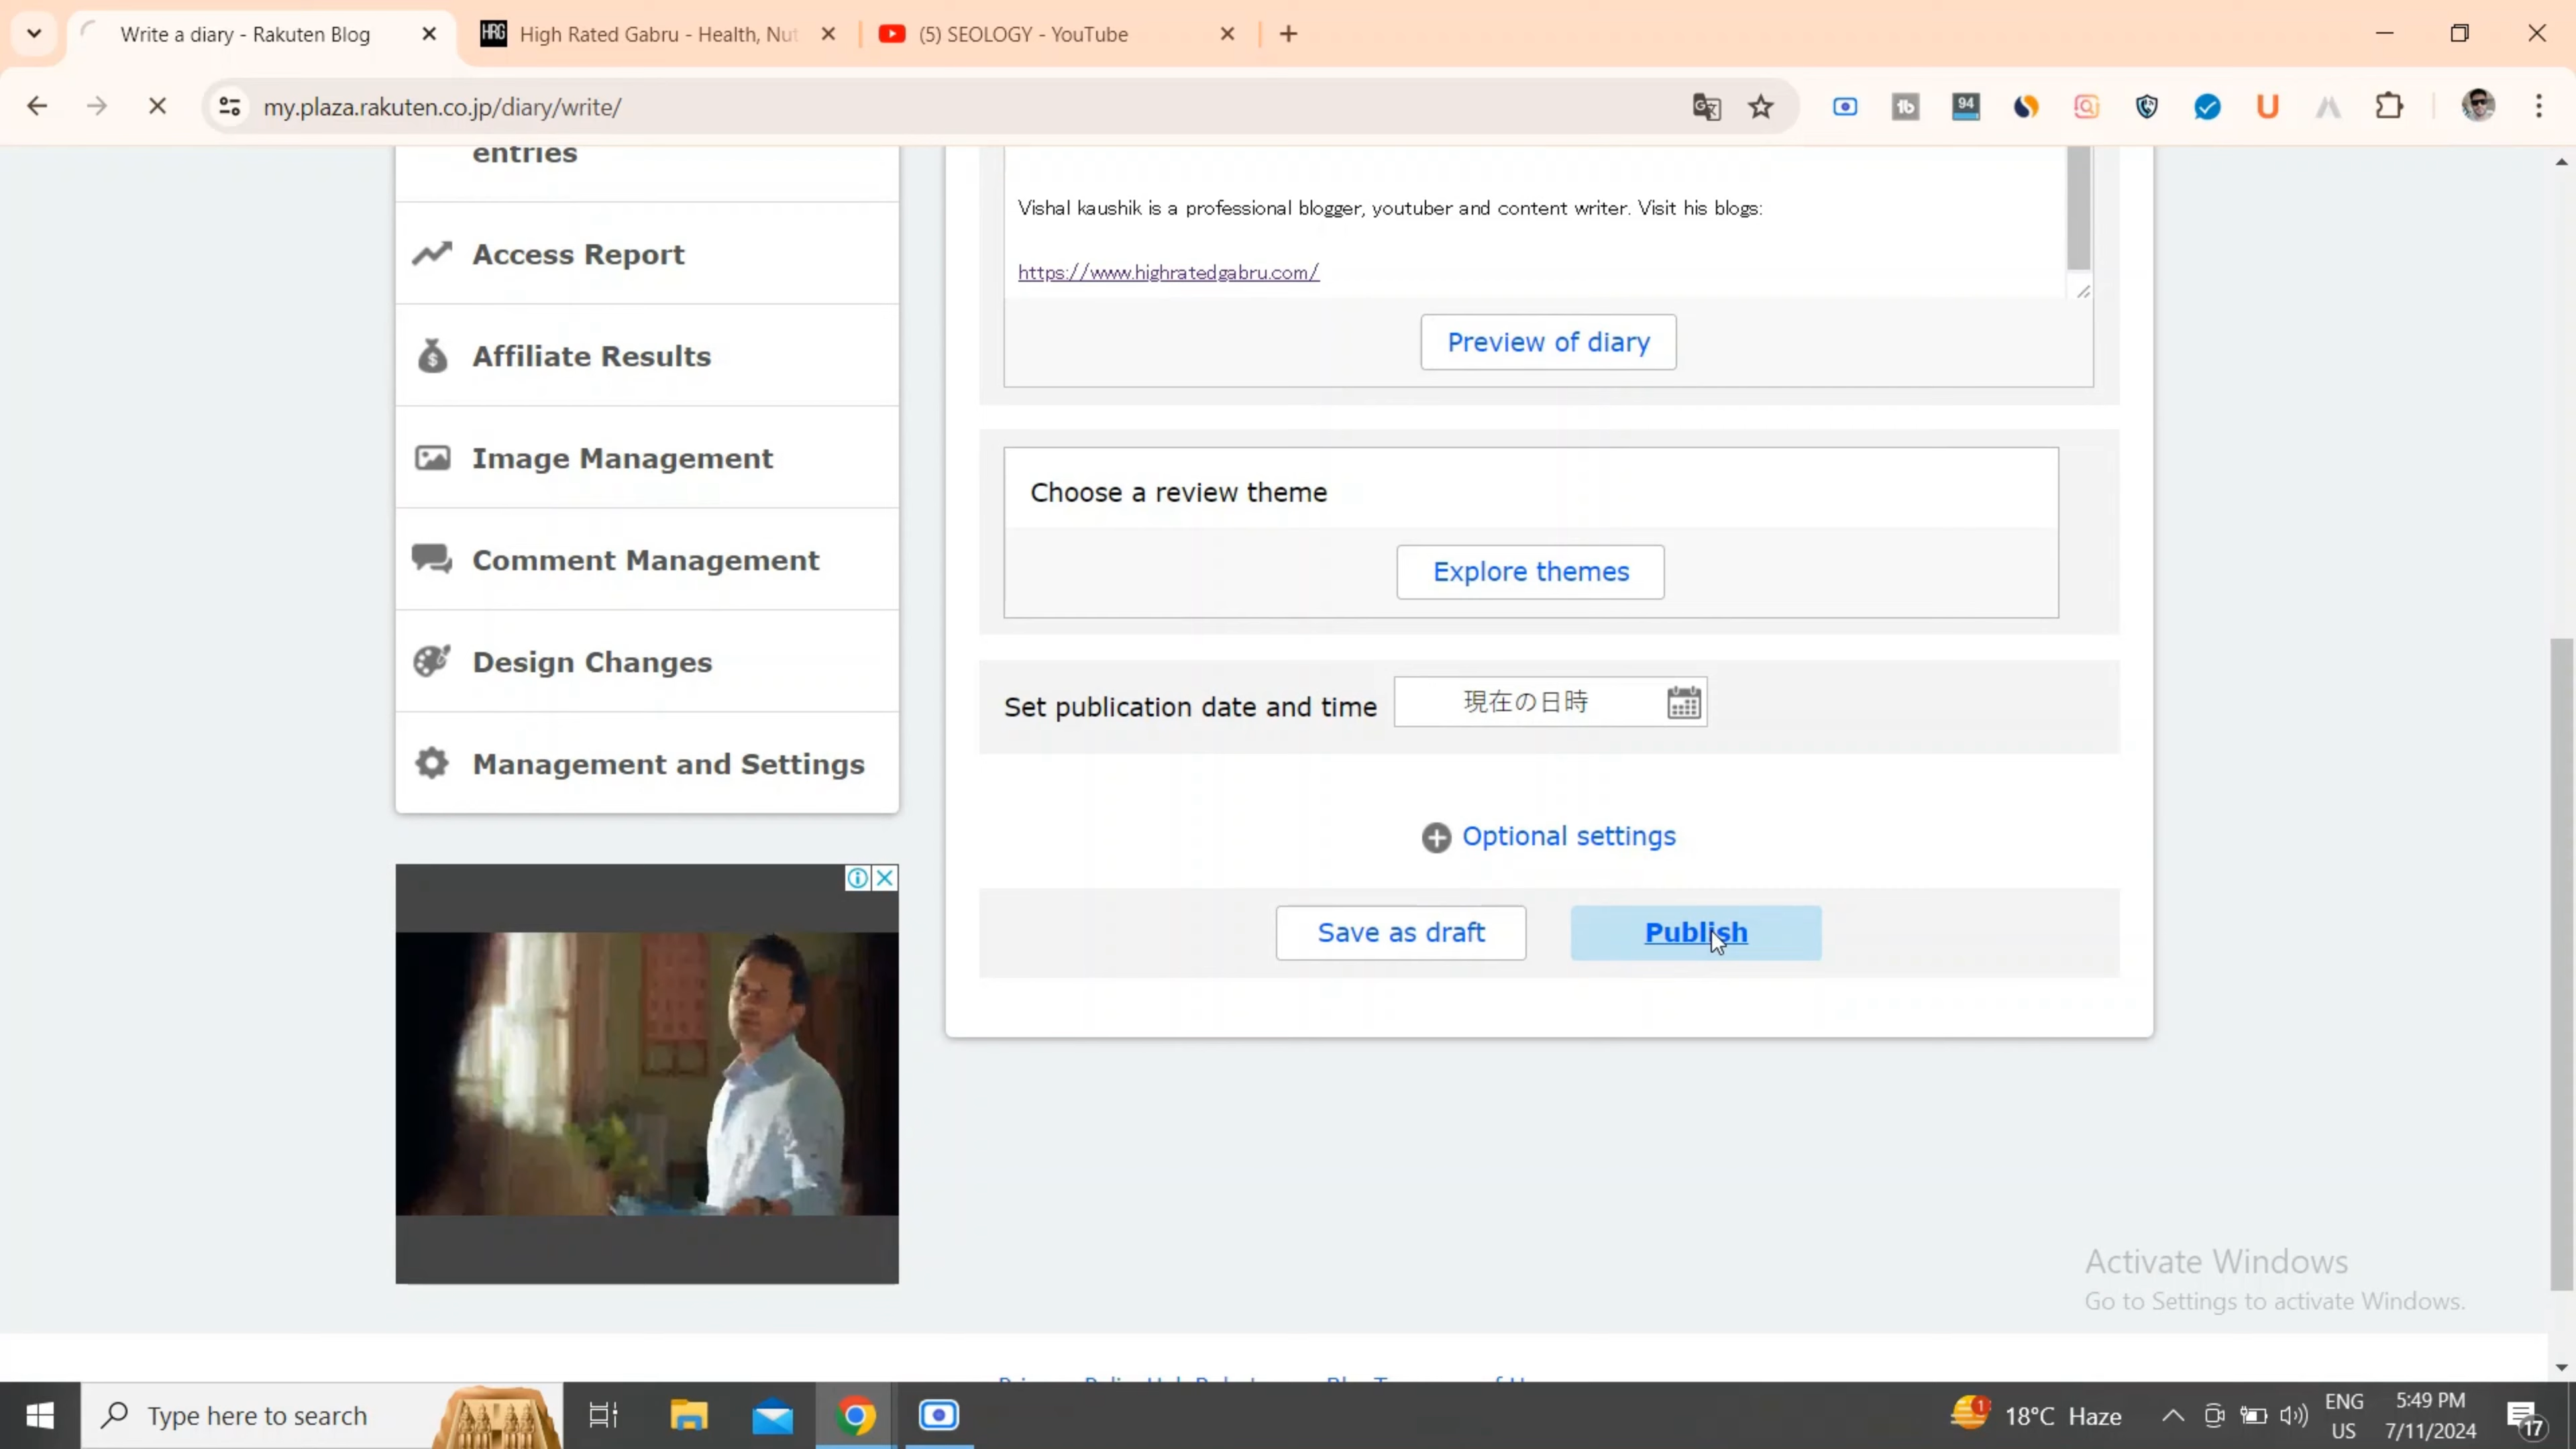 Write a diary - Rakuten Blog
HRG High Rated Gabru - Health, Nut
(5) SEOLOGY - YouTube
my.plaza.rakuten.co.jp/diary/write/
94
entries
Access Report
Affiliate Results
Image Management
Comment Management
Design Changes
Management and Settings
Vishal kaushik is a professional blogger, youtuber and content writer. Visit his blogs:
https://www.highratedgabru.com/
Preview of diary
Choose a review theme
Explore themes
Set publication date and time 現在の日時
Optional settings
Save as draft
Publish
Activate Windows
Go to Settings to activate Windows.
Type here to search
1
18°C Haze
ENG
US
5:49 PM
7/11/2024
17